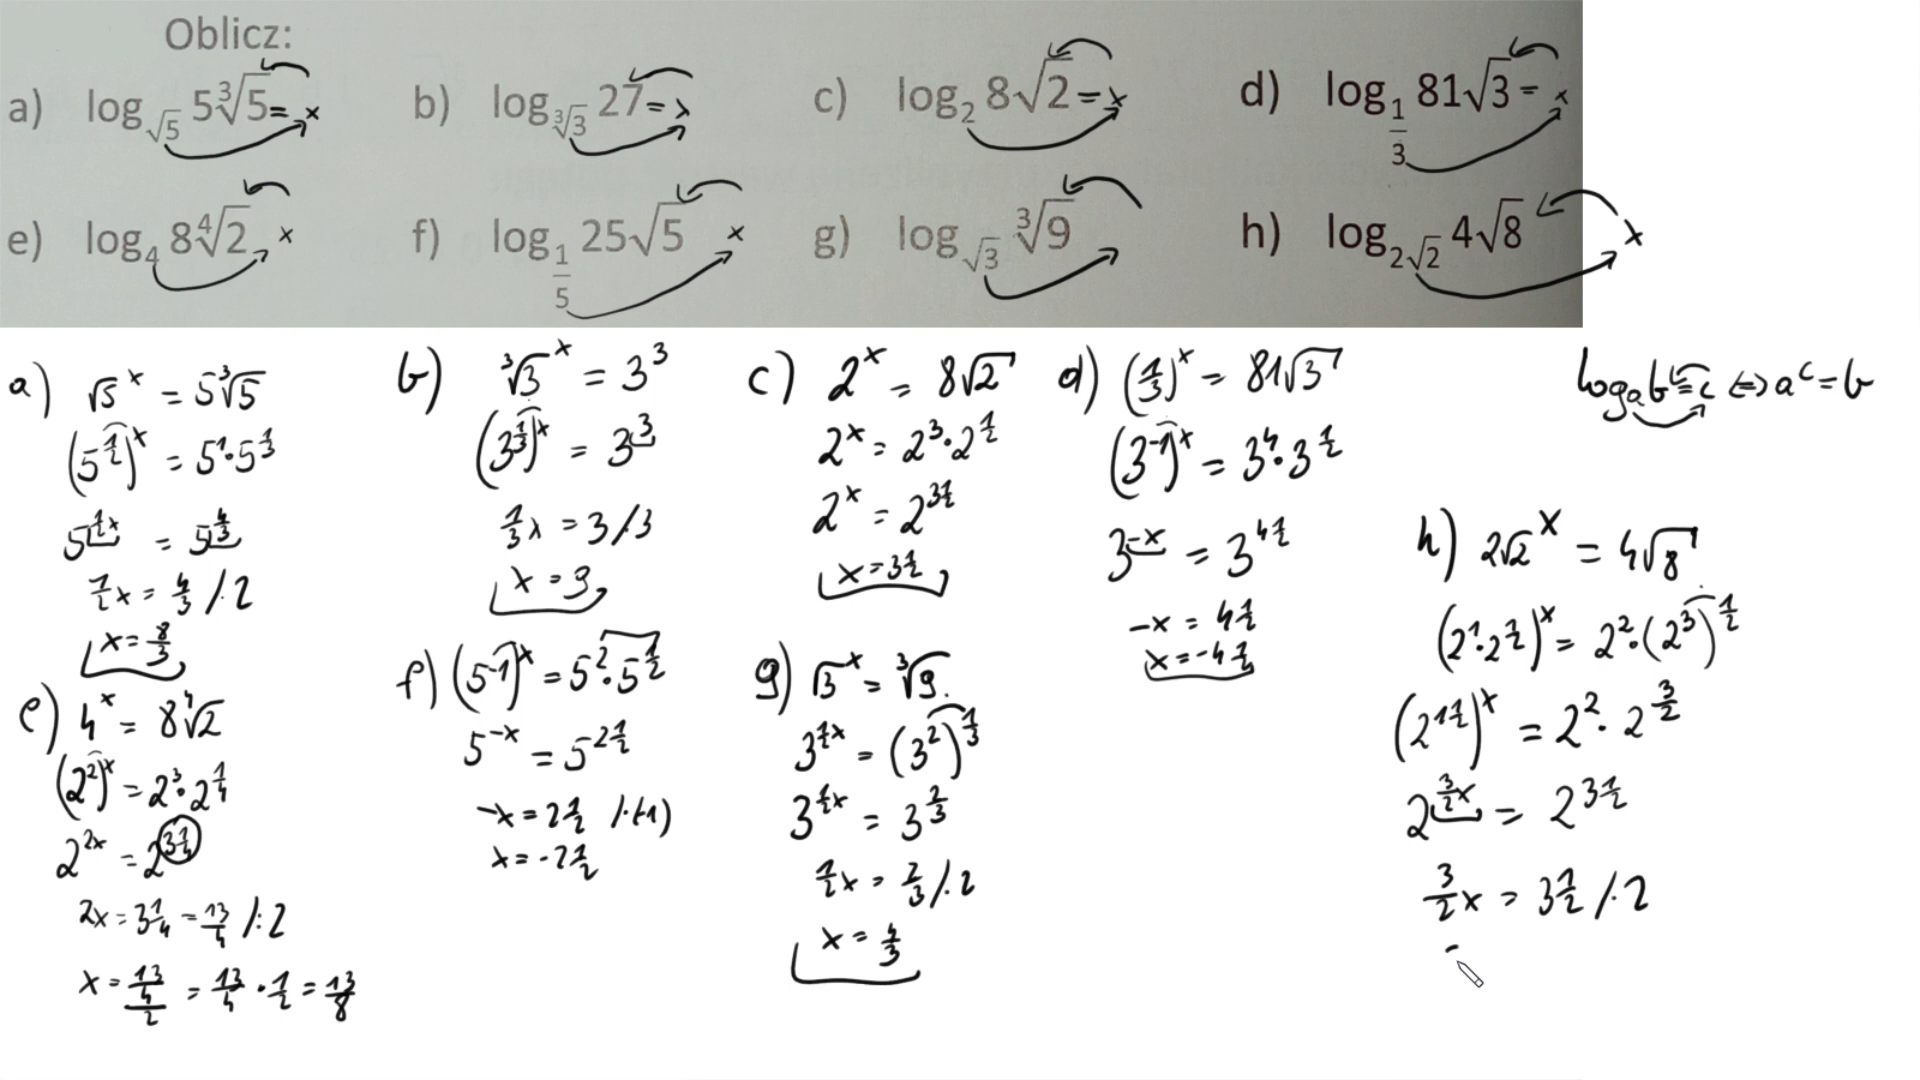 Oblicz:
a) log_√5 5∛5 = x
b) log_∛3 27 = x
c) log_2 8√2 = x
d) log_1/3 81√3 = x
e) log_4 8∜2 x
f) log_1/5 25√5 x
g) log_√3 ∛9
h) log_2√2 4√8 x
log_a b = c ⇔ a^c = b
a) √5^x = 5∛5
(5^1/2)^x = 5^1·5^1/3
5^1/2x = 5^4/3
1/2x = 4/3 /·2
x = 8/3
b) ∛3^x = 3^3
(3^1/3)^x = 3^3
1/3x = 3 /·3
x = 9
c) 2^x = 8√2
2^x = 2^3·2^1/2
2^x = 2^3 1/2
x = 3 1/2
d) (1/3)^x = 81√3
(3^-1)^x = 3^4·3^1/2
3^-x = 3^4 1/2
-x = 4 1/2
x = -4 1/2
e) 4^x = 8∜2
(2^2)^x = 2^3·2^1/4
2^2x = 2^3 1/4
2x = 3 1/4 = 13/4 /:2
x = 13/4/2 = 13/4 · 1/2 = 13/8
f) (5^-1)^x = 5^2·5^1/2
5^-x = 5^2 1/2
-x = 2 1/2 /·(-1)
x = -2 1/2
g) √3^x = ∛9
3^1/2x = (3^2)^1/3
3^1/2x = 3^2/3
1/2x = 2/3 /·2
x = 4/3
h) 2√2^x = 4√8
(2^1·2^1/2)^x = 2^2·(2^3)^1/2
(2^1 1/2)^x = 2^2·2^3/2
2^3/2x = 2^3 1/2
3/2x = 3 1/2 /·2
-